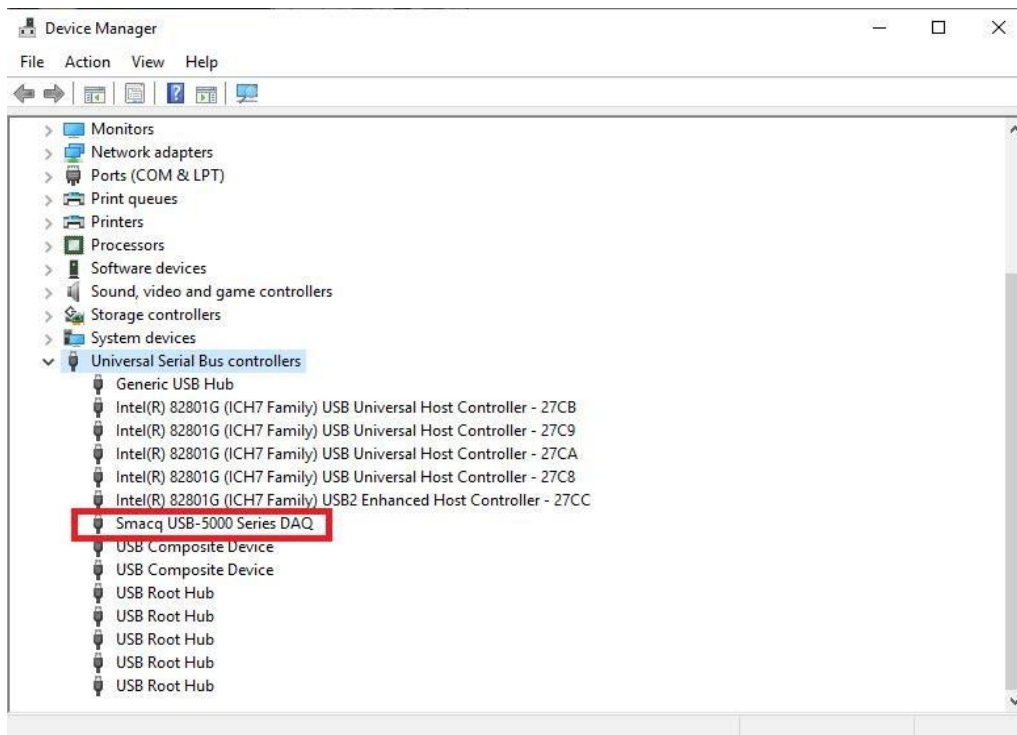 Device Manager
File Action View Help
Monitors
Network adapters
Ports (COM & LPT)
Print queues
Printers
Processors
Software devices
Sound, video and game controllers
Storage controllers
System devices
Universal Serial Bus controllers
Generic USB Hub
Intel(R) 82801G (ICH7 Family) USB Universal Host Controller - 27CB
Intel(R) 82801G (ICH7 Family) USB Universal Host Controller - 27C9
Intel(R) 82801G (ICH7 Family) USB Universal Host Controller - 27CA
Intel(R) 82801G (ICH7 Family) USB Universal Host Controller - 27C8
Intel(R) 82801G (ICH7 Family) USB2 Enhanced Host Controller - 27CC
Smacq USB-5000 Series DAQ
USB Composite Device
USB Composite Device
USB Root Hub
USB Root Hub
USB Root Hub
USB Root Hub
USB Root Hub